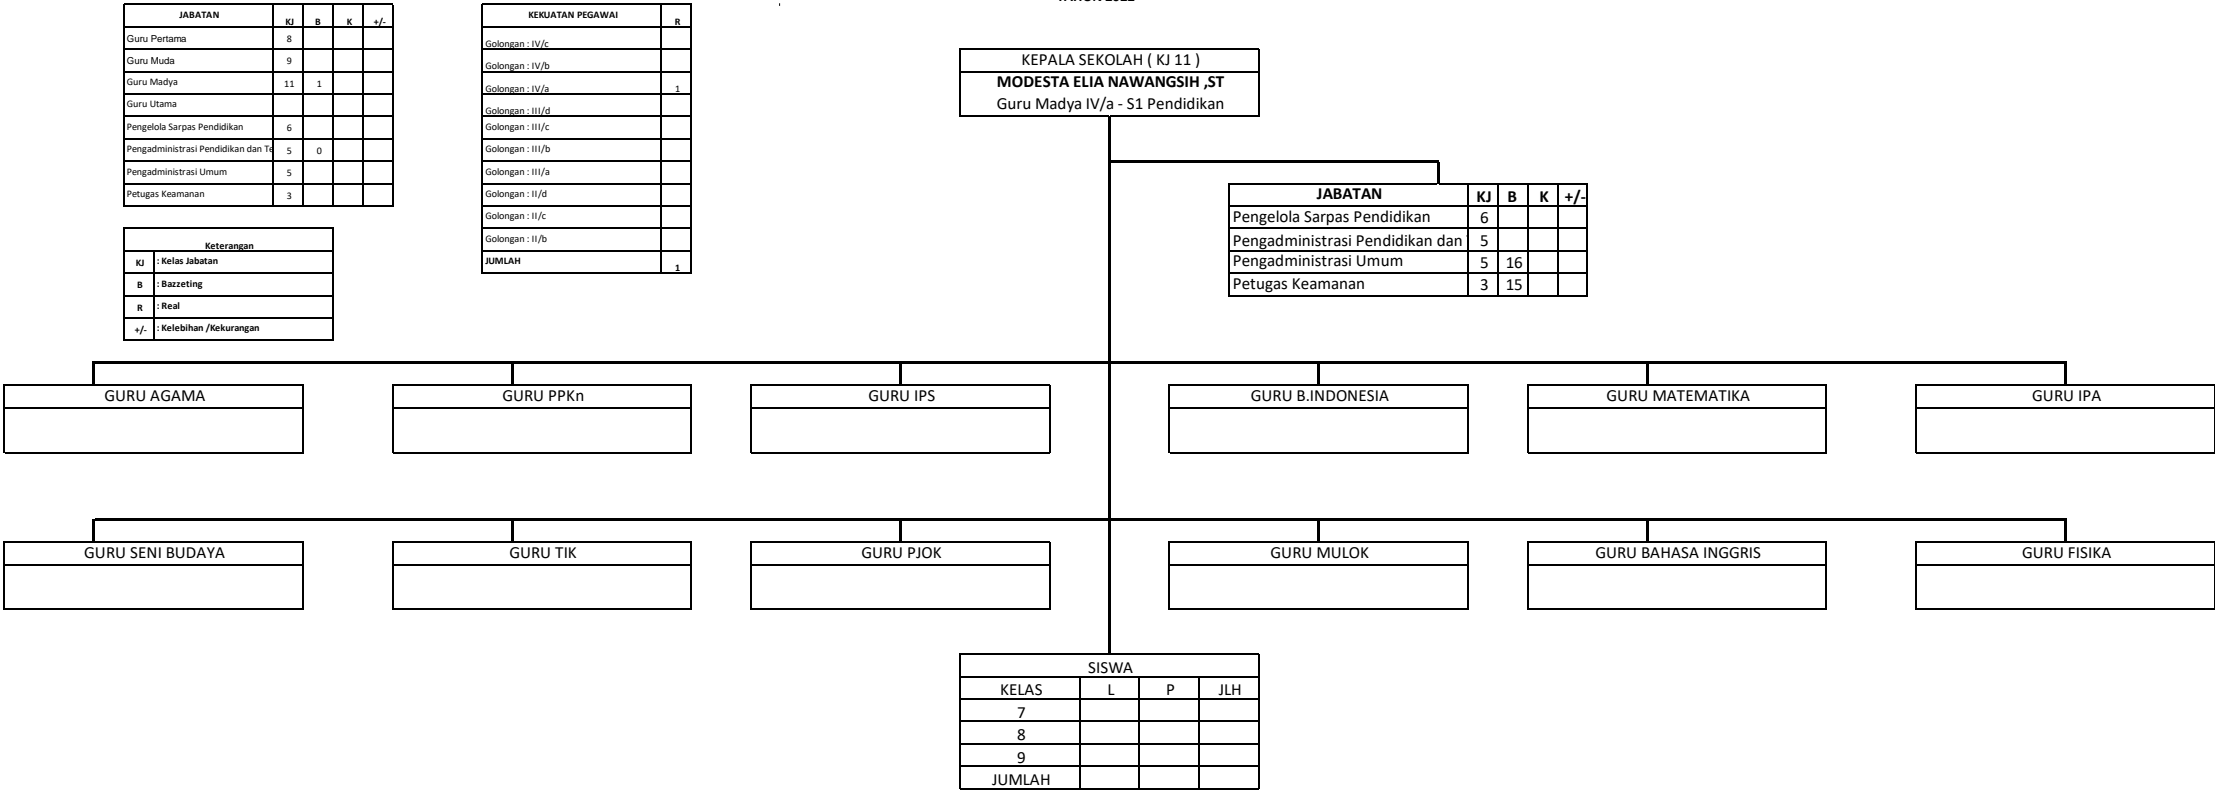 TAHUN 2022
JABATAN KJ B K +/-
Guru Pertama 8
Guru Muda 9
Guru Madya 11 1
Guru Utama
Pengelola Sarpas Pendidikan 6
Pengadministrasi Pendidikan dan Te 5 0
Pengadministrasi Umum 5
Petugas Keamanan 3
Keterangan
KJ : Kelas Jabatan
B : Bazzeting
R : Real
+/- : Kelebihan /Kekurangan
KEKUATAN PEGAWAI R
Golongan : IV/c
Golongan : IV/b
Golongan : IV/a 1
Golongan : III/d
Golongan : III/c
Golongan : III/b
Golongan : III/a
Golongan : II/d
Golongan : II/c
Golongan : II/b
JUMLAH 1
KEPALA SEKOLAH ( KJ 11 )
MODESTA ELIA NAWANGSIH ,ST
Guru Madya IV/a - S1 Pendidikan
JABATAN KJ B K +/-
Pengelola Sarpas Pendidikan 6
Pengadministrasi Pendidikan dan 5
Pengadministrasi Umum 5 16
Petugas Keamanan 3 15
GURU AGAMA GURU PPKn GURU IPS GURU B.INDONESIA GURU MATEMATIKA GURU IPA
GURU SENI BUDAYA GURU TIK GURU PJOK GURU MULOK GURU BAHASA INGGRIS GURU FISIKA
SISWA
KELAS L P JLH
7
8
9
JUMLAH